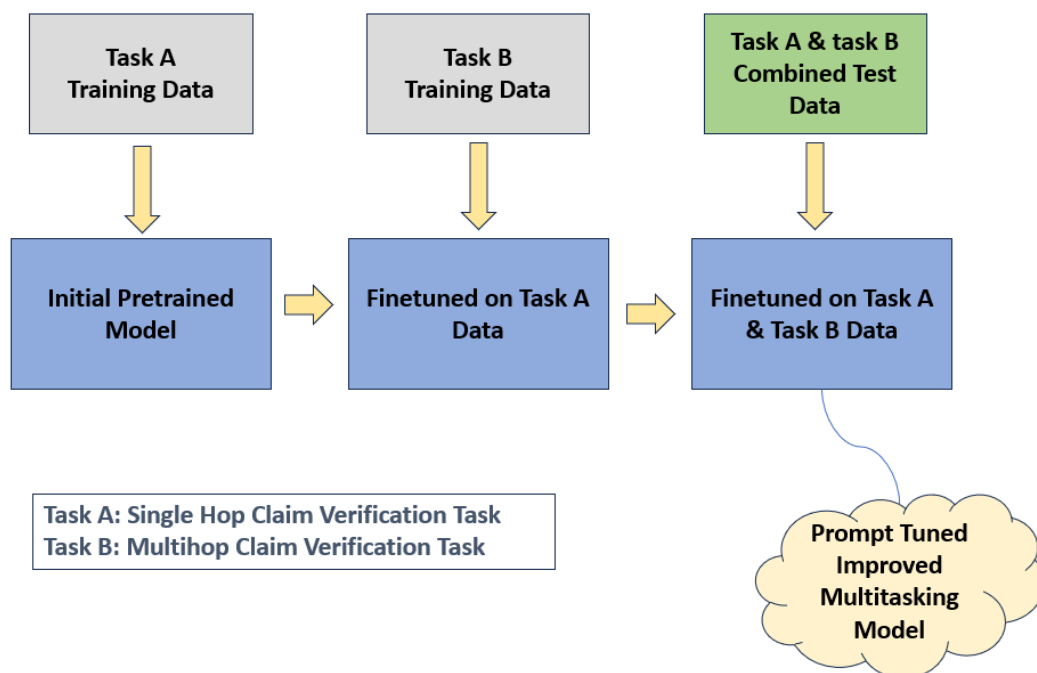 Task A
Training Data
Task B
Training Data
Task A & task B
Combined Test
Data
Initial Pretrained
Model
Finetuned on Task A
Data
Finetuned on Task A
& Task B Data
Task A: Single Hop Claim Verification Task
Task B: Multihop Claim Verification Task
Prompt Tuned
Improved
Multitasking
Model